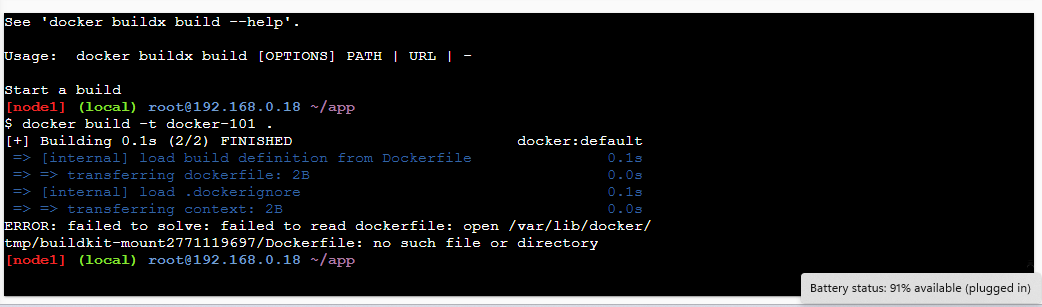 See 'docker buildx build --help'.
Usage:  docker buildx build [OPTIONS] PATH | URL | -
Start a build
[node1] (local) root@192.168.0.18 ~/app
$ docker build -t docker-101 .
[+] Building 0.1s (2/2) FINISHED                         docker:default
 => [internal] load build definition from Dockerfile               0.1s
 => => transferring dockerfile: 2B                                 0.0s
 => [internal] load .dockerignore                                  0.1s
 => => transferring context: 2B                                    0.0s
ERROR: failed to solve: failed to read dockerfile: open /var/lib/docker/
tmp/buildkit-mount2771119697/Dockerfile: no such file or directory
[node1] (local) root@192.168.0.18 ~/app
Battery status: 91% available (plugged in)